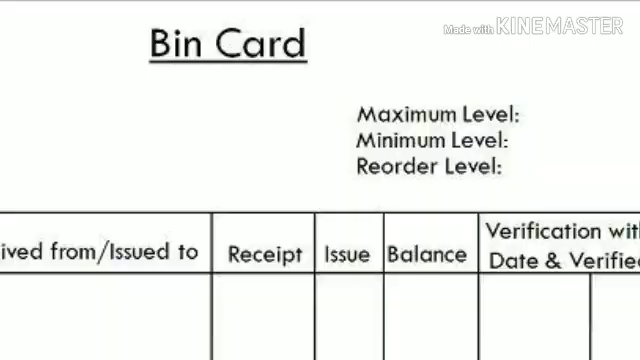 Made with KINEMASTER
Bin Card
Maximum Level:
Minimum Level:
Reorder Level:
ived from/Issued to
Receipt
Issue
Balance
Verification wit
Date & Verifie